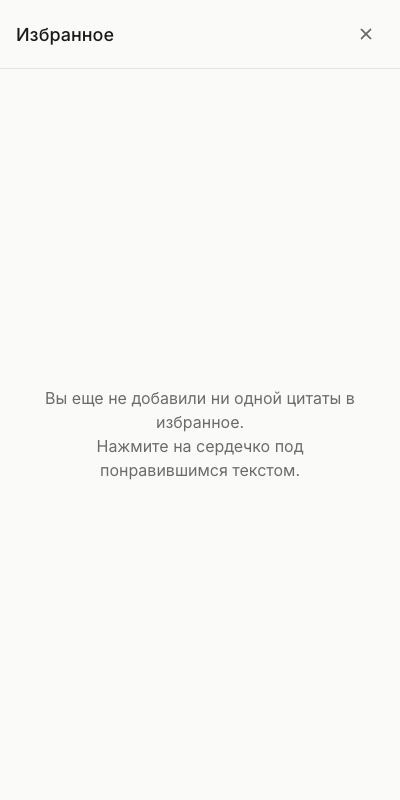 Избранное
Вы еще не добавили ни одной цитаты в
избранное.
Нажмите на сердечко под
понравившимся текстом.